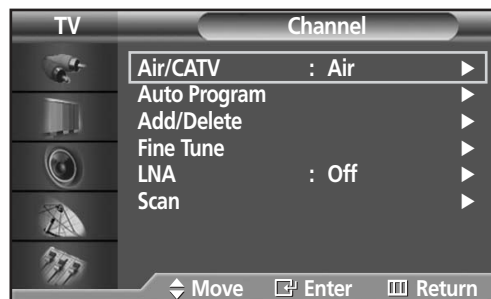 TV Channel
Air/CATV : Air
Auto Program
Add/Delete
Fine Tune
LNA : Off
Scan
Move Enter Return